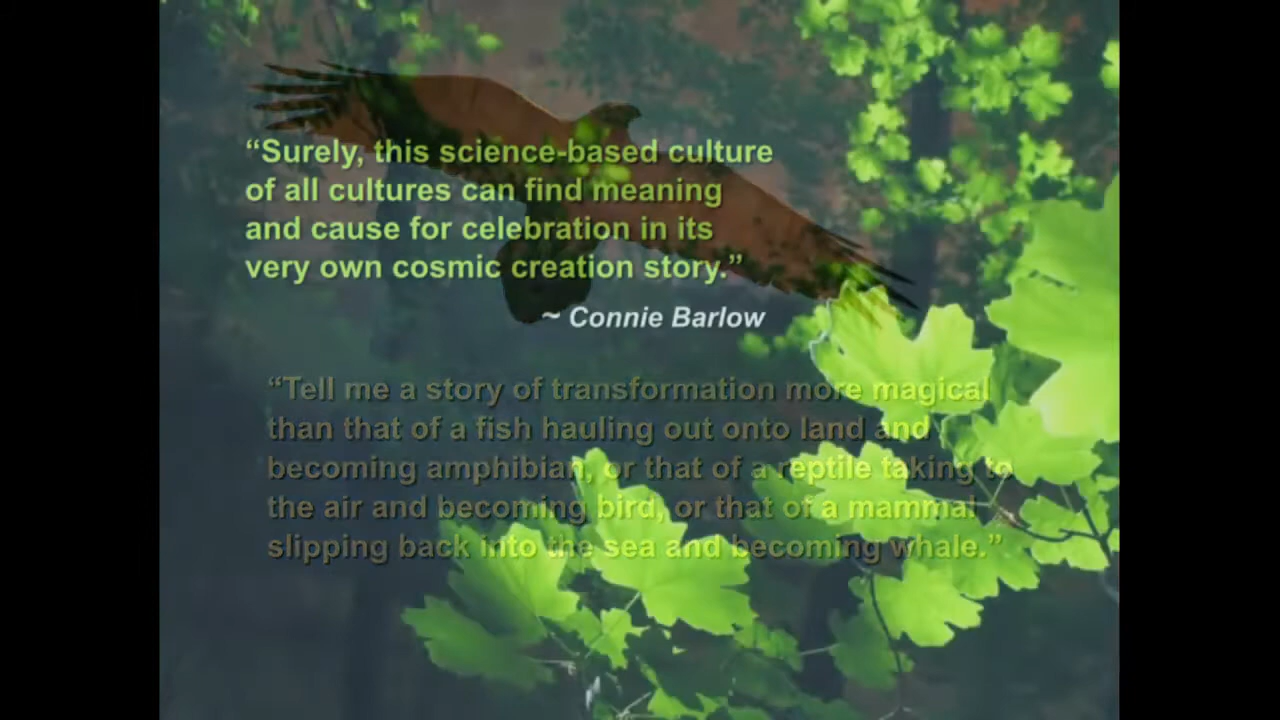 “Surely, this science-based culture
of all cultures can find meaning
and cause for celebration in its
very own cosmic creation story.”
~ Connie Barlow
“Tell me a story of transformation more magical
than that of a fish hauling out onto land and
becoming amphibian, or that of a reptile taking to
the air and becoming bird, or that of a mammal
slipping back into the sea and becoming whale.”